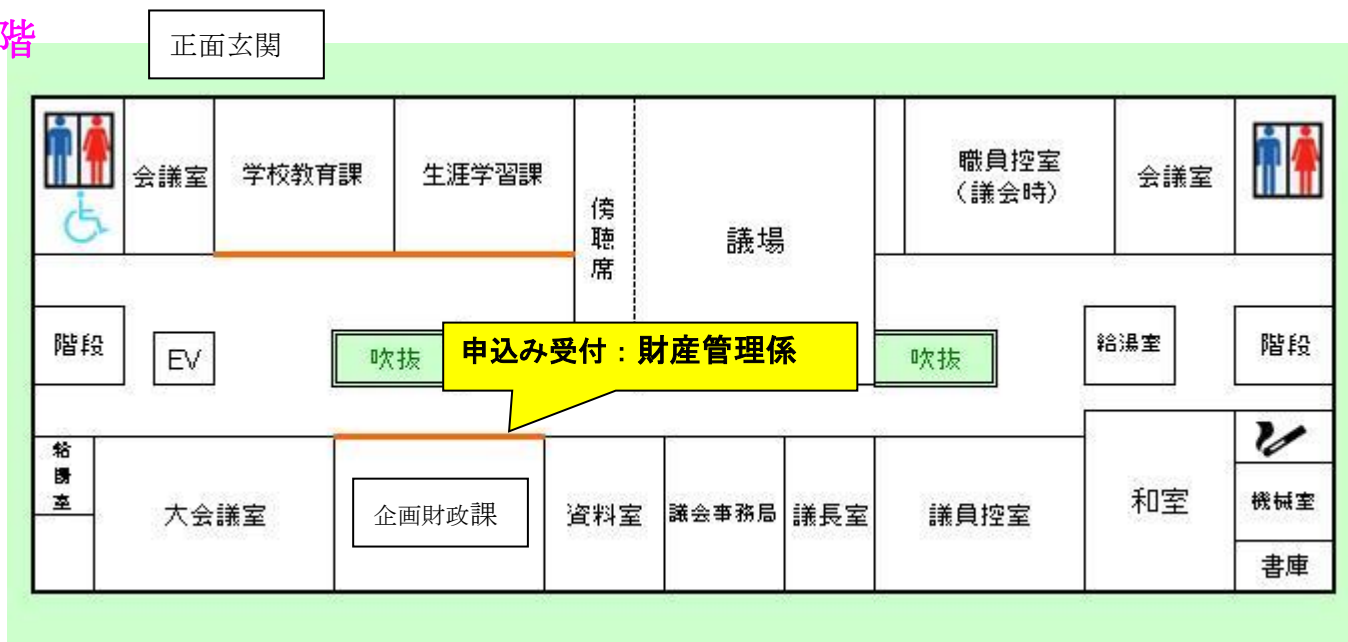 階
正面玄関
会議室
学校教育課
生涯学習課
傍聴席
議場
職員控室
(議会時)
会議室
階段
EV
吹抜
申込み受付:財産管理係
吹抜
給湯室
階段
給湯室
大会議室
企画財政課
資料室
議会事務局
議長室
議員控室
和室
機械室
書庫